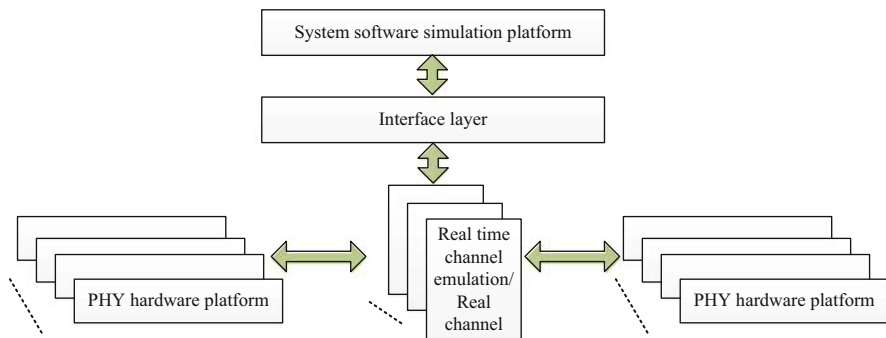 System software simulation platform
Interface layer
PHY hardware platform
Real time
channel
emulation/
Real
channel
PHY hardware platform